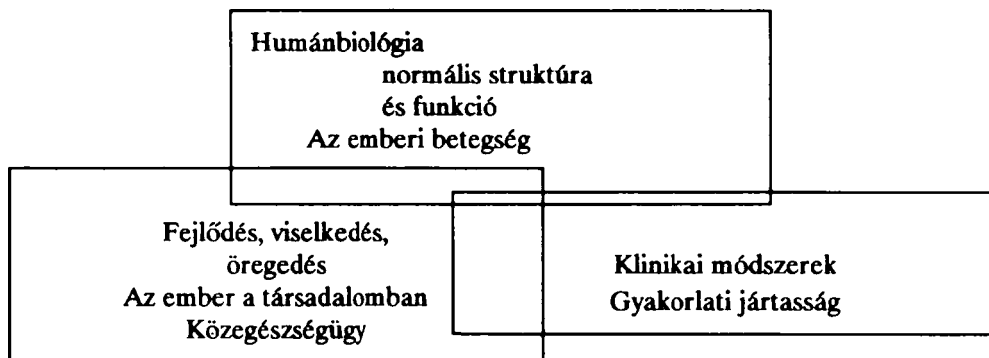 Humánbiológia
normális struktúra
és funkció
Az emberi betegség
Fejlődés, viselkedés,
öregedés
Az ember a társadalomban
Közegészségügy
Klinikai módszerek
Gyakorlati jártasság